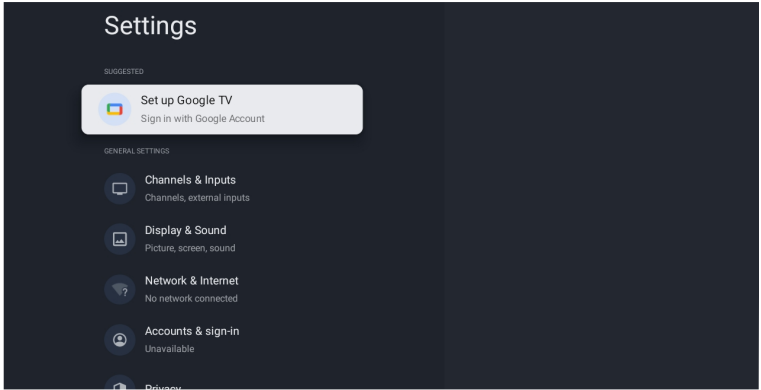 Settings
SUGGESTED
Set up Google TV
Sign in with Google Account
GENERAL SETTINGS
Channels & Inputs
Channels, external inputs
Display & Sound
Picture, screen, sound
?
Network & Internet
No network connected
Accounts & sign-in
Unavailable
Privacy